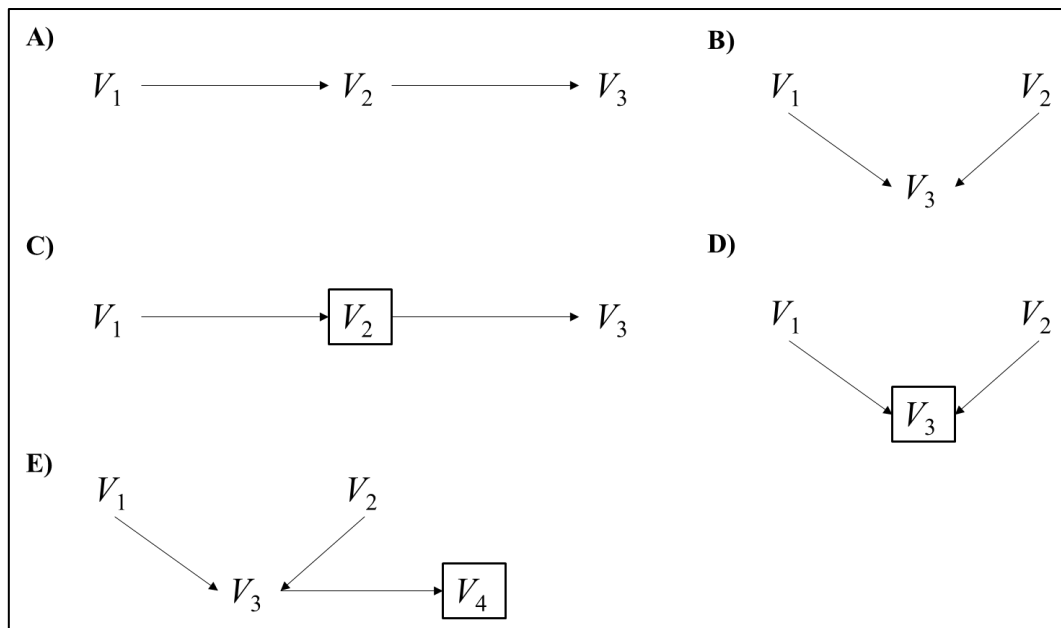 A)
V₁ V₂ V₃
B)
V₁ V₂
V₃
C)
V₁ V₂ V₃
D)
V₁ V₂
V₃
E)
V₁ V₂
V₃ V₄